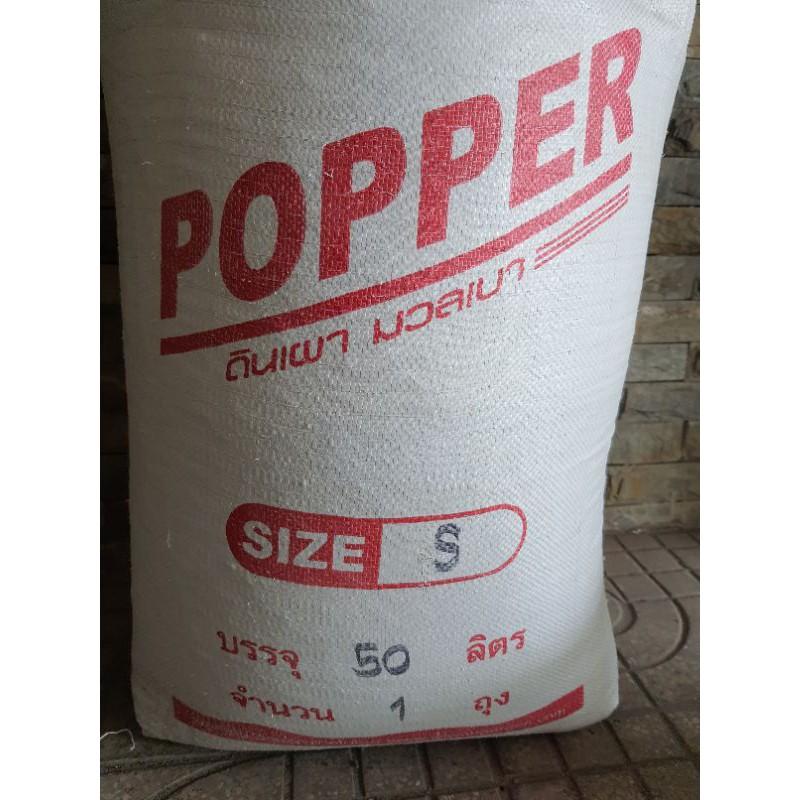 POPPER
ดินเผา มวลเบา
SIZE S
บรรจุ 50 ลิตร
จำนวน 1 ถุง